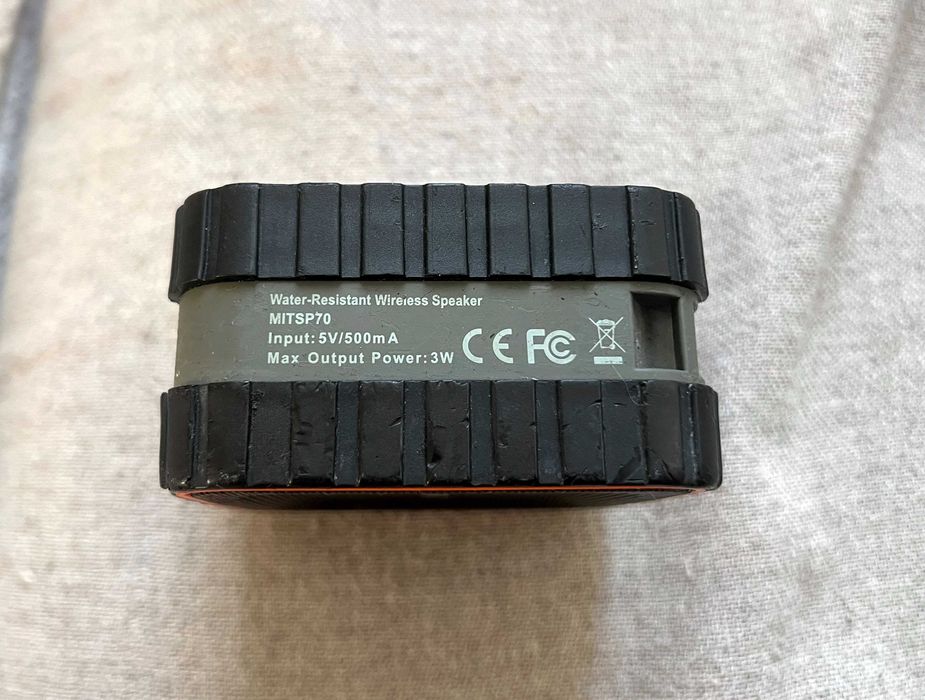 Water-Resistant Wireless Speaker
MITSP70
Input:5V/500mA
Max Output Power:3W CE FC